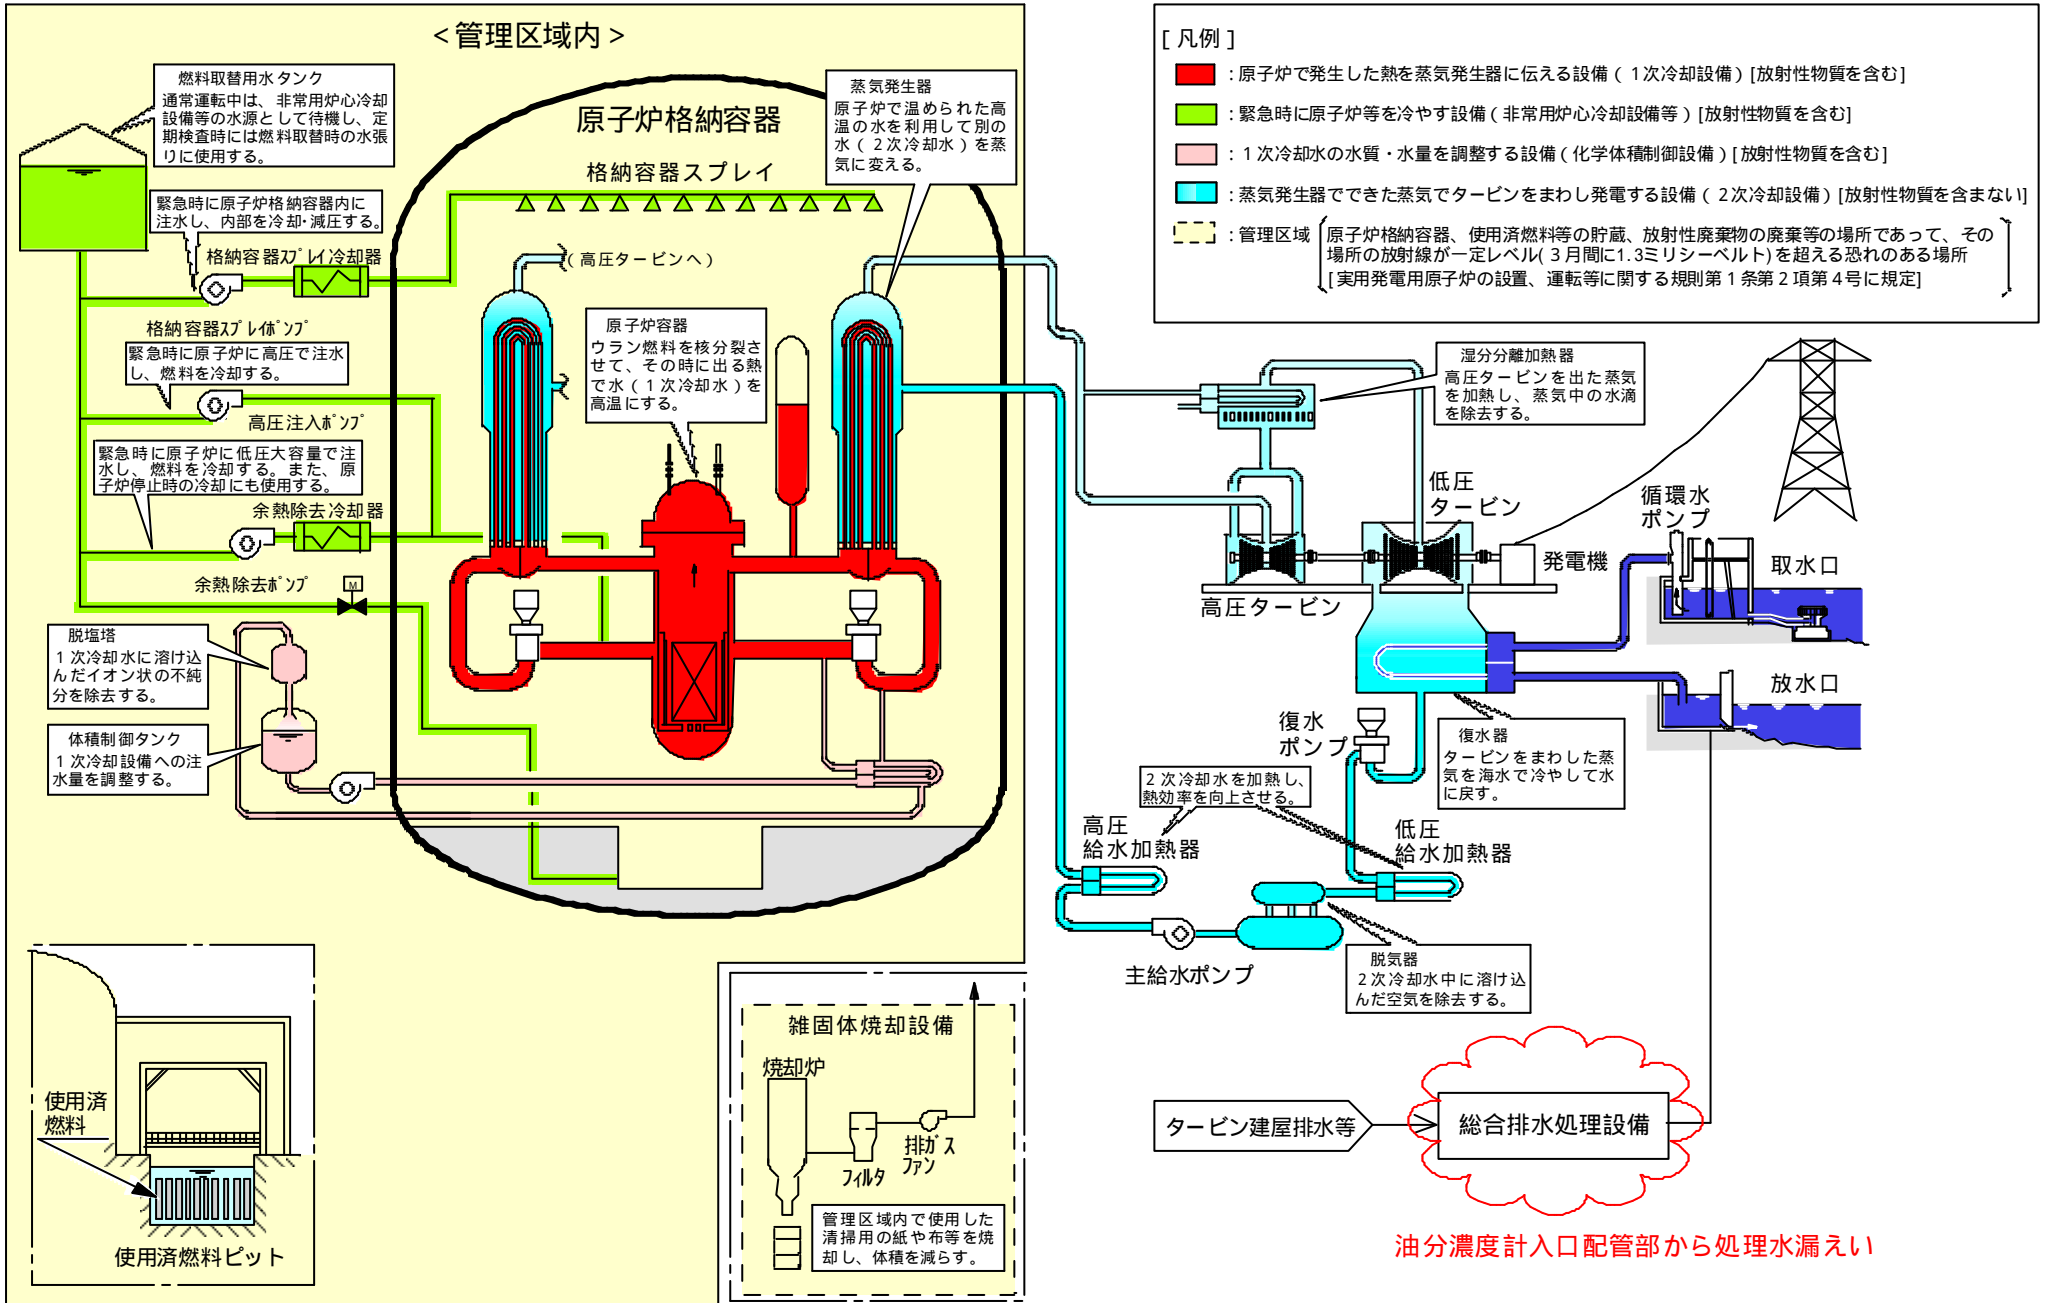 ＜管理区域内＞
燃料取替用水タンク
通常運転中は、非常用炉心冷却
設備等の水源として待機し、定
期検査時には燃料取替時の水張
りに使用する。
緊急時に原子炉格納容器内に
注水し、内部を冷却・減圧する。
格納容器スプレイ冷却器
格納容器スプレイポンプ
緊急時に原子炉に高圧で注水
し、燃料を冷却する。
高圧注入ポンプ
緊急時に原子炉に低圧大容量で注
水し、燃料を冷却する。また、原
子炉停止時の冷却にも使用する。
余熱除去冷却器
余熱除去ポンプ
M
脱塩塔
１次冷却水に溶け込
んだイオン状の不純
分を除去する。
体積制御タンク
１次冷却設備への注
水量を調整する。
原子炉格納容器
格納容器スプレイ
蒸気発生器
原子炉で温められた高
温の水を利用して別の
水（２次冷却水）を蒸
気に変える。
（高圧タービンへ）
原子炉容器
ウラン燃料を核分裂さ
せて、その時に出る熱
で水（１次冷却水）を
高温にする。
[凡例]
：原子炉で発生した熱を蒸気発生器に伝える設備（１次冷却設備）[放射性物質を含む]
：緊急時に原子炉等を冷やす設備（非常用炉心冷却設備等）[放射性物質を含む]
：１次冷却水の水質・水量を調整する設備（化学体積制御設備）[放射性物質を含む]
：蒸気発生器でできた蒸気でタービンをまわし発電する設備（２次冷却設備）[放射性物質を含まない]
：管理区域
原子炉格納容器、使用済燃料等の貯蔵、放射性廃棄物の廃棄等の場所であって、その
場所の放射線が一定レベル(３月間に1.3ミリシーベルト)を超える恐れのある場所
[実用発電用原子炉の設置、運転等に関する規則第１条第２項第４号に規定]
湿分分離加熱器
高圧タービンを出た蒸気
を加熱し、蒸気中の水滴
を除去する。
低圧
タービン
高圧タービン
発電機
循環水
ポンプ
取水口
放水口
復水
ポンプ
復水器
タービンをまわした蒸
気を海水で冷やして水
に戻す。
２次冷却水を加熱し、
熱効率を向上させる。
高圧
給水加熱器
低圧
給水加熱器
主給水ポンプ
脱気器
２次冷却水中に溶け込
んだ空気を除去する。
使用済
燃料
使用済燃料ピット
雑固体焼却設備
焼却炉
フィルタ
排ガス
ファン
管理区域内で使用した
清掃用の紙や布等を焼
却し、体積を減らす。
タービン建屋排水等
総合排水処理設備
油分濃度計入口配管部から処理水漏えい